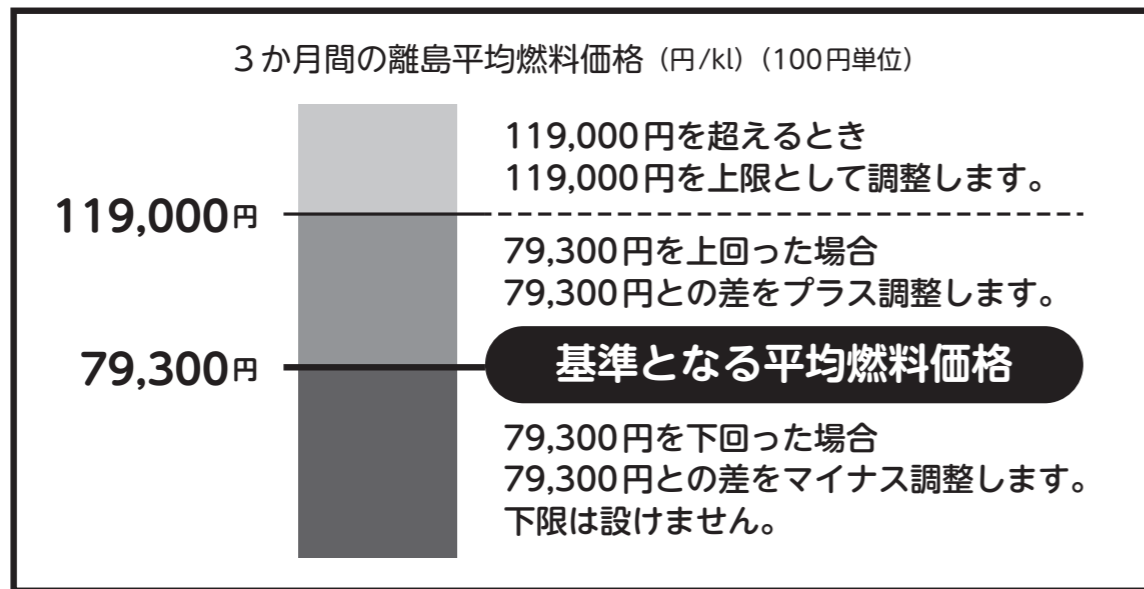 3か月間の離島平均燃料価格（円/kl）（100円単位）
119,000円を超えるとき
119,000円を上限として調整します。
119,000円
79,300円を上回った場合
79,300円との差をプラス調整します。
79,300円
基準となる平均燃料価格
79,300円を下回った場合
79,300円との差をマイナス調整します。
下限は設けません。